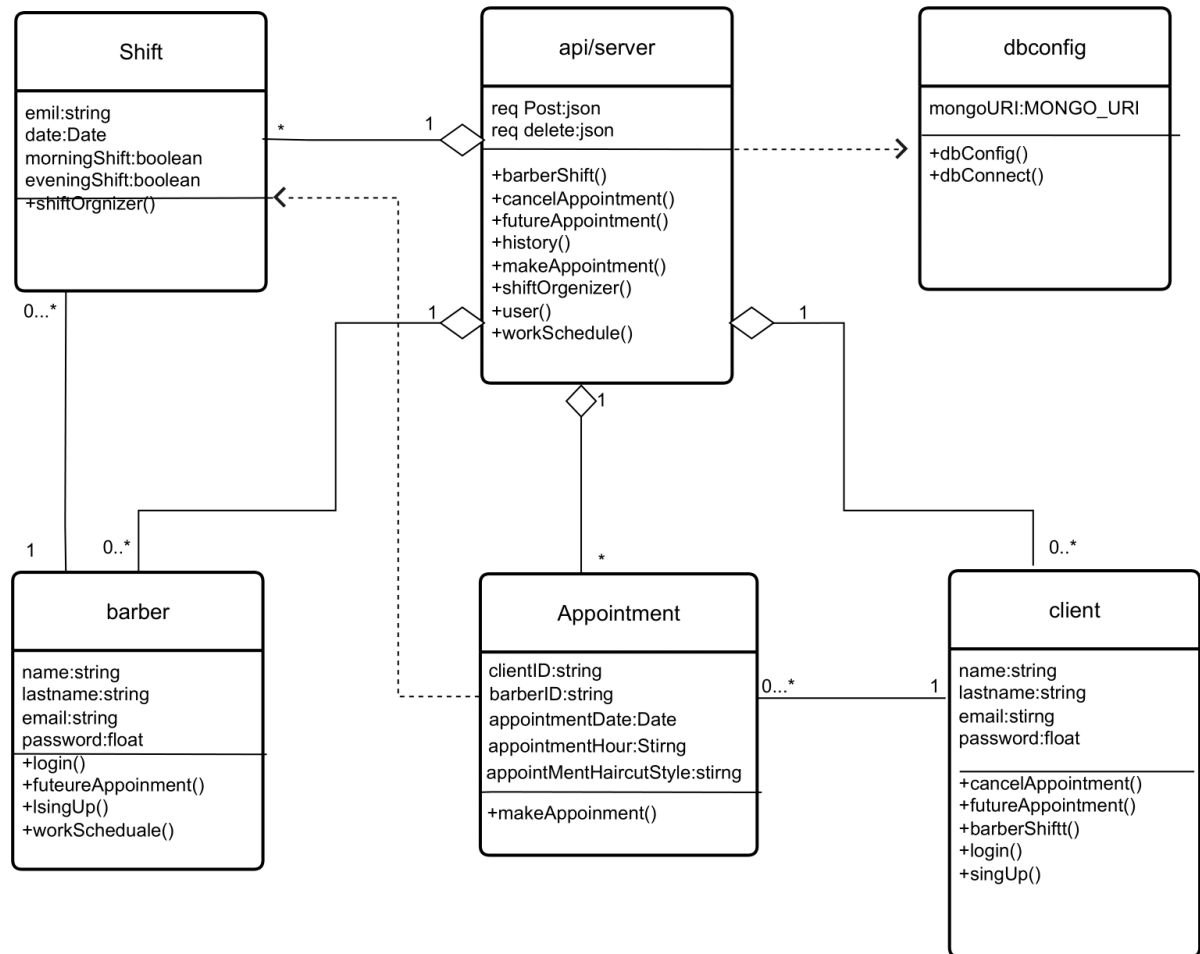 Shift
emil:string
date:Date
morningShift:boolean
eveningShift:boolean
+shiftOrgnizer()
api/server
req Post:json
req delete:json
+barberShift()
+cancelAppointment()
+futureAppointment()
+history()
+makeAppointment()
+shiftOrgenizer()
+user()
+workSchedule()
dbconfig
mongoURI:MONGO_URI
+dbConfig()
+dbConnect()
*
1
0...*
1
1
1
1
0..*
*
0..*
barber
name:string
lastname:string
email:string
password:float
+login()
+futeureAppoinment()
+lsingUp()
+workScheduale()
Appointment
clientID:string
barberID:string
appointmentDate:Date
appointmentHour:Stirng
appointMentHaircutStyle:stirng
+makeAppoinment()
0...*
1
client
name:string
lastname:string
email:stirng
password:float
+cancelAppointment()
+futureAppointment()
+barberShiftt()
+login()
+singUp()